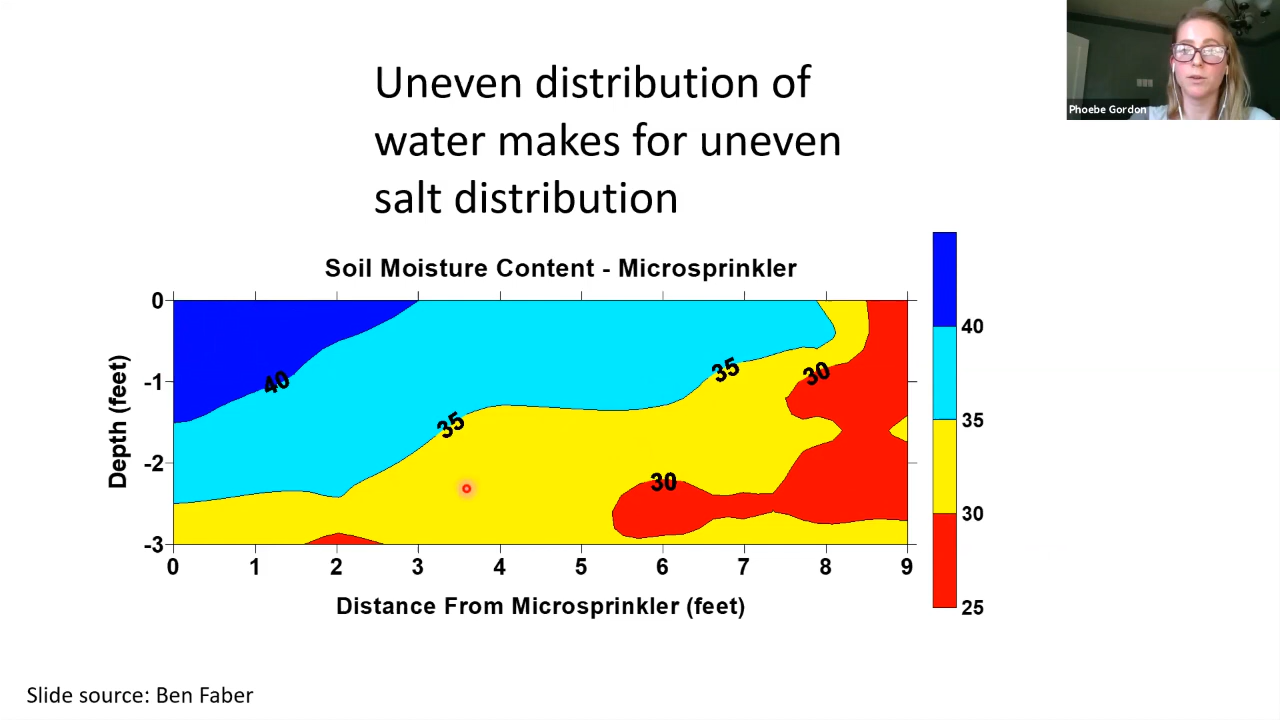 Phoebe Gordon
Uneven distribution of
water makes for uneven
salt distribution
Soil Moisture Content - Microsprinkler
Depth (feet)
0
-1
-2
-3
40
35
35
30
30
0 1 2 3 4 5 6 7 8 9
Distance From Microsprinkler (feet)
40
35
30
25
Slide source: Ben Faber